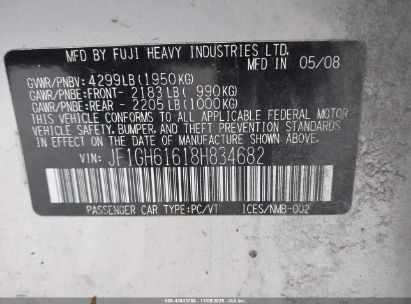 MFD BY FUJI HEAVY INDUSTRIES LTD.
MFD IN 05/08
GVWR/PNBV: 4299LB(1950KG)
GAWR/PNBE:FRONT- 2183LB( 990KG)
GAWR/PNBE:REAR - 2205LB(1000KG)
THIS VEHICLE CONFORMS TO ALL APPLICABLE FEDERAL MOTOR
VEHICLE SAFETY, BUMPER, AND THEFT PREVENTION STANDARDS
IN EFFECT ON THE DATE OF MANUFACTURE SHOWN ABOVE.
VIN: JF1GH61618H834682
PASSENGER CAR TYPE:PC/VT ICES/NMB-002